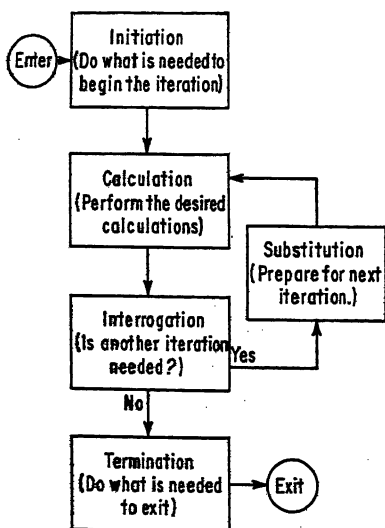 Enter
Initiation
(Do what is needed to
begin the iteration)
Calculation
(Perform the desired
calculations)
Substitution
(Prepare for next
iteration.)
Interrogation
(Is another iteration
needed?)
Yes
No
Termination
(Do what is needed
to exit)
Exit